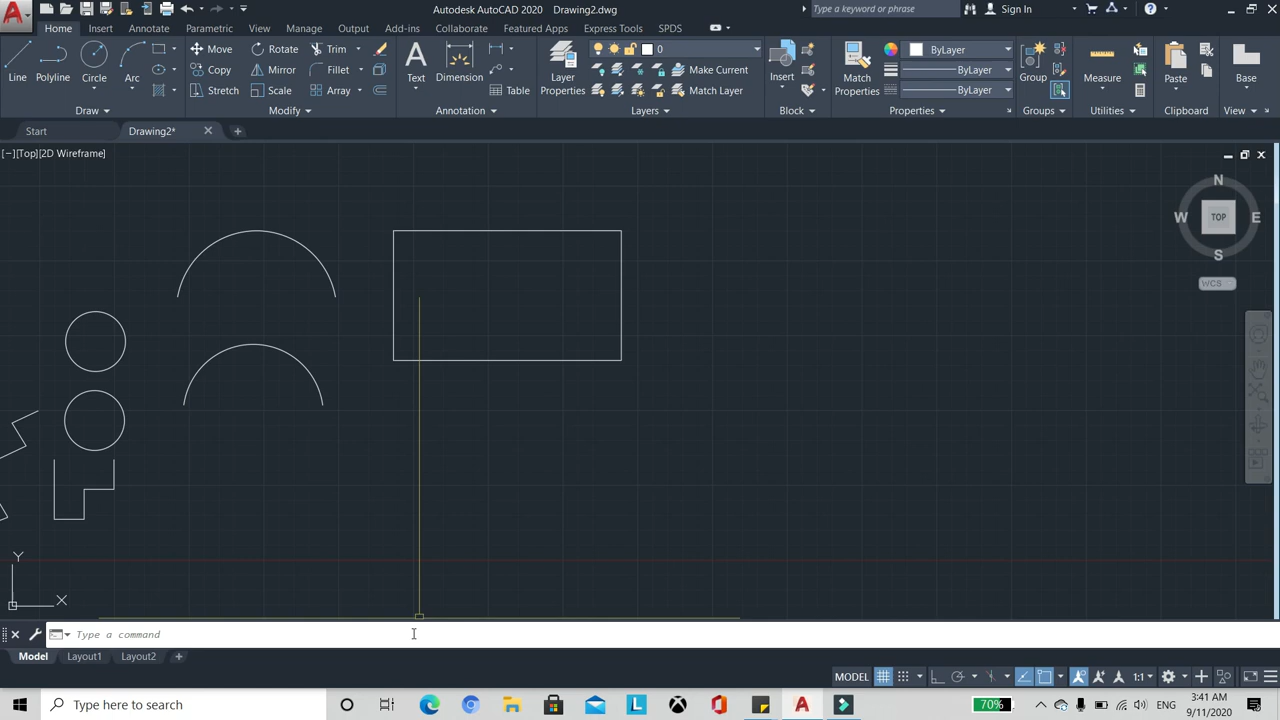 A
Autodesk AutoCAD 2020 Drawing2.dwg
Type a keyword or phrase
Sign In
Home Insert Annotate Parametric View Manage Output Add-ins Collaborate Express Tools Featured Apps SPDS
Line Polyline Circle Arc
Move Rotate Trim
Copy Mirror Fillet
Stretch Scale Array
Text Dimension Table
Layer Properties 0
Make Current
Match Layer
Insert
Match Properties ByLayer
ByLayer
ByLayer
Group Measure Paste Base
Draw Modify Annotation Layers Block Properties Groups Utilities Clipboard View
Start Drawing2*
[−][Top][2D Wireframe]
N
W TOP E
S
WCS
Y
X
Type a command
Model Layout1 Layout2
MODEL 1:1
Type here to search
70%
ENG
3:41 AM
9/11/2020